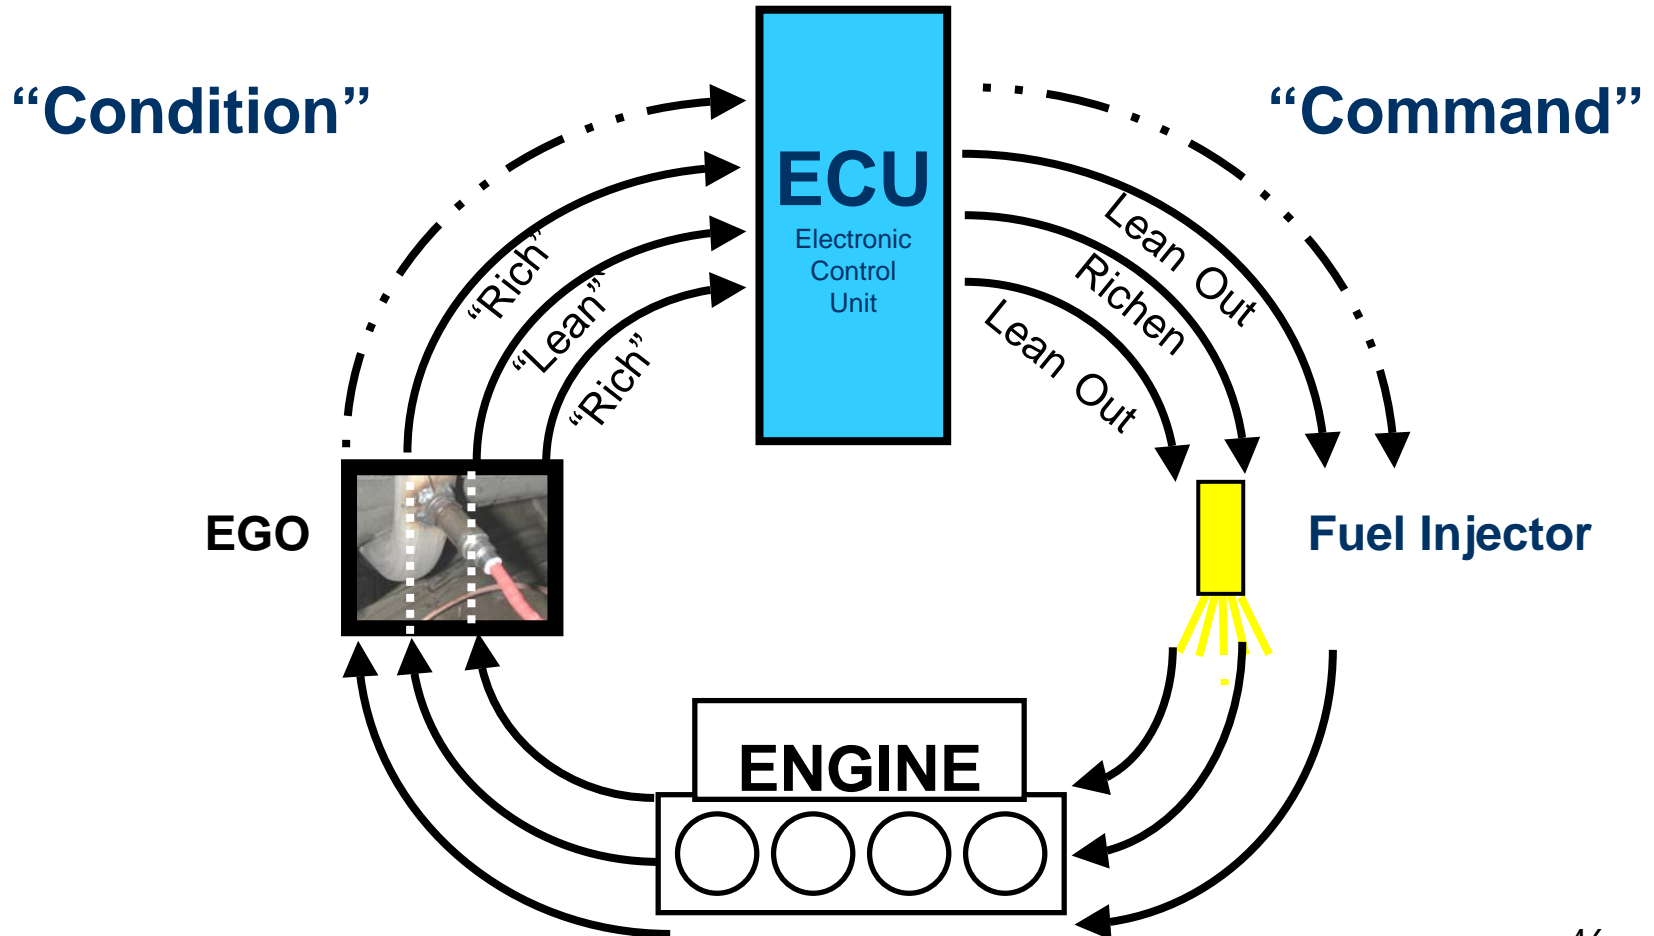 “Condition”
“Command”
ECU
Electronic
Control
Unit
“Rich”
“Lean”
“Rich”
Lean Out
Richen
Lean Out
EGO
Fuel Injector
ENGINE